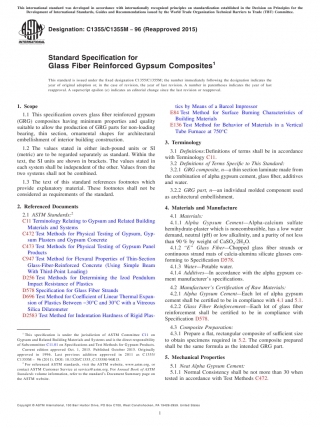 This international standard was developed in accordance with internationally recognized principles on standardization established in the Decision on Principles for the
Development of International Standards, Guides and Recommendations issued by the World Trade Organization Technical Barriers to Trade (TBT) Committee.
Designation: C1355/C1355M – 96 (Reapproved 2015)
Standard Specification for
Glass Fiber Reinforced Gypsum Composites1
This standard is issued under the fixed designation C1355/C1355M; the number immediately following the designation indicates the
year of original adoption or, in the case of revision, the year of last revision. A number in parentheses indicates the year of last
reapproval. A superscript epsilon (ε) indicates an editorial change since the last revision or reapproval.
1. Scope
1.1 This specification covers glass fiber reinforced gypsum
(GRG) composites having minimum properties and quality
suitable to allow the production of GRG parts for non-loading
bearing, thin section, ornamental shapes for architectural
embellishment of interior building construction.
1.2 The values stated in either inch-pound units or SI
(metric) are to be regarded separately as standard. Within the
text, the SI units are shown in brackets. The values stated in
each system shall be independent of the other. Values from the
two systems shall not be combined.
1.3 The text of this standard references footnotes which
provide explanatory material. These footnotes shall not be
considered as requirements of the standard.
2. Referenced Documents
2.1 ASTM Standards:2
C11 Terminology Relating to Gypsum and Related Building
Materials and Systems
C472 Test Methods for Physical Testing of Gypsum, Gyp-
sum Plasters and Gypsum Concrete
C473 Test Methods for Physical Testing of Gypsum Panel
Products
C947 Test Method for Flexural Properties of Thin-Section
Glass-Fiber-Reinforced Concrete (Using Simple Beam
With Third-Point Loading)
D256 Test Methods for Determining the Izod Pendulum
Impact Resistance of Plastics
D578 Specification for Glass Fiber Strands
D696 Test Method for Coefficient of Linear Thermal Expan-
sion of Plastics Between −30°C and 30°C with a Vitreous
Silica Dilatometer
D2583 Test Method for Indentation Hardness of Rigid Plas-
1 This specification is under the jurisdiction of ASTM Committee C11 on
Gypsum and Related Building Materials and Systems and is the direct responsibility
of Subcommittee C11.01 on Specifications and Test Methods for Gypsum Products.
Current edition approved Oct. 1, 2015. Published October 2015. Originally
approved in 1996. Last previous edition approved in 2011 as
DOI: 10.1520/C1355_C1355M-96R15.
2 For referenced ASTM standards, visit the ASTM website, www.astm.org, or
contact ASTM Customer Service at service@astm.org. For Annual Book of ASTM
Standards volume information, refer to the standard's Document Summary page on
the ASTM website.
tics by Means of a Barcol Impressor
E84 Test Method for Surface Burning Characteristics of
Building Materials
E136 Test Method for Behavior of Materials in a Vertical
Tube Furnace at 750°C
3. Terminology
3.1 Definitions: Definitions of terms shall be in accordance
with Terminology C11.
3.2 Definitions of Terms Specific to This Standard:
3.2.1 GRG composite, n—a thin section laminate made from
the combination of alpha gypsum cement, glass fiber, additives
and water.
3.2.2 GRG part, n—an individual molded component used
as architectural embellishment.
4. Materials and Manufacture
4.1 Materials:
4.1.1 Alpha Gypsum Cement—Alpha-calcium sulfate
hemihydrate-plaster which is noncombustible, has a low water
demand, neutral (pH) or low alkalinity, and a purity of not less
than 90 % by weight of CaSO4·½H2O.
4.1.2 "E" Glass Fiber—Chopped glass fiber strands or
continuous strand mats of calcia-alumina silicate glasses con-
forming to Specification D578.
4.1.3 Water—Potable water.
4.1.4 Additives—In accordance with the alpha gypsum ce-
ment manufacturer's specifications.
4.2 Manufacturer's Certification of Raw Materials:
4.2.1 Alpha Gypsum Cement—Each lot of alpha gypsum
cement shall be certified to be in compliance with 4.1 and 5.1.
4.2.2 Glass Fiber Reinforcement—Each lot of glass fiber
reinforcement shall be certified to be in compliance with
Specification D578.
4.3 Composite Preparation:
4.3.1 Prepare a flat, rectangular composite of sufficient size
to obtain specimens required in 5.2. The composite prepared
shall be the same formula as the intended GRG part.
5. Mechanical Properties
5.1 Neat Alpha Gypsum Cement:
5.1.1 Normal Consistency shall be not more than 30 when
tested in accordance with Test Methods C472.
Copyright © ASTM International, 100 Barr Harbor Drive, PO Box C700, West Conshohocken, PA 19428-2959, United States
1